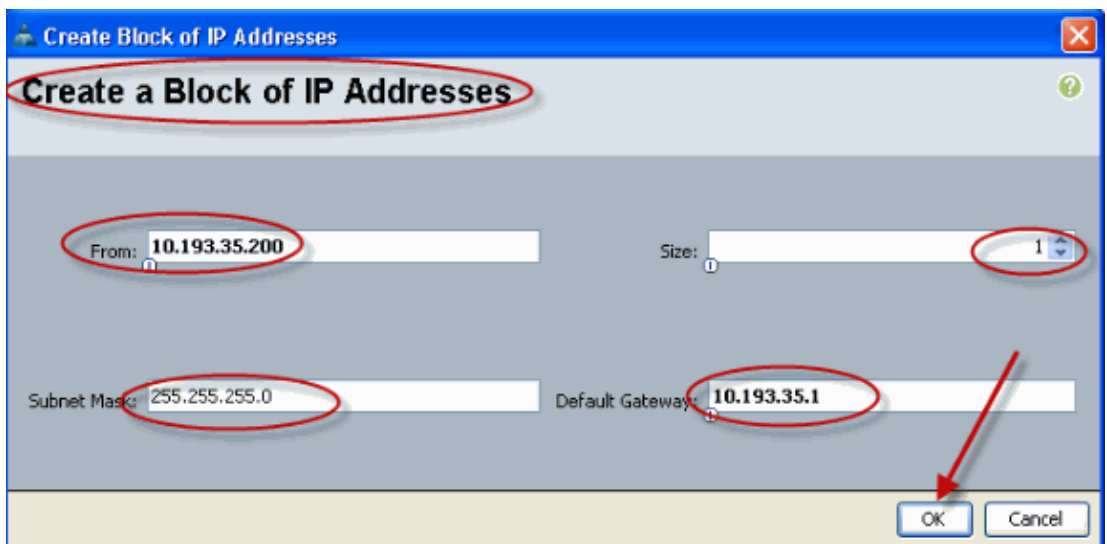 Create Block of IP Addresses
Create a Block of IP Addresses
From: 10.193.35.200
Size: 1
Subnet Mask: 255.255.255.0
Default Gateway: 10.193.35.1
OK
Cancel